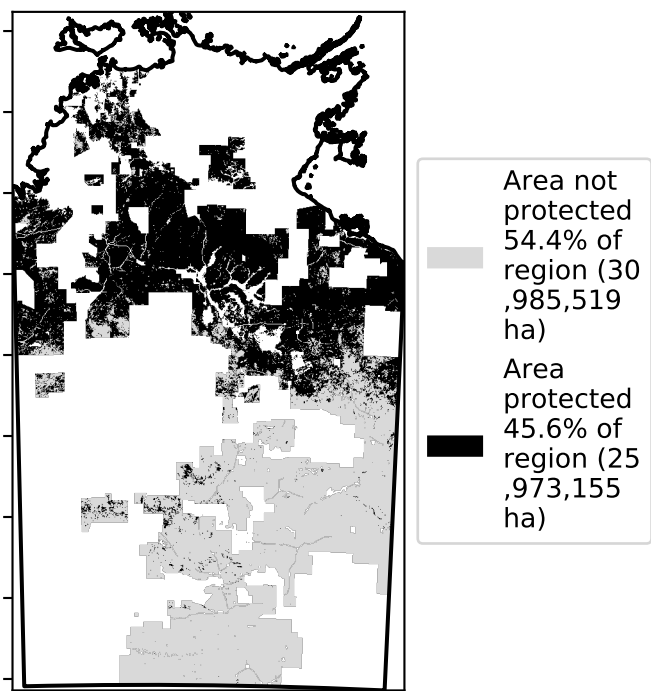 Area not
protected
54.4% of
region (30
,985,519
ha)
Area
protected
45.6% of
region (25
,973,155
ha)